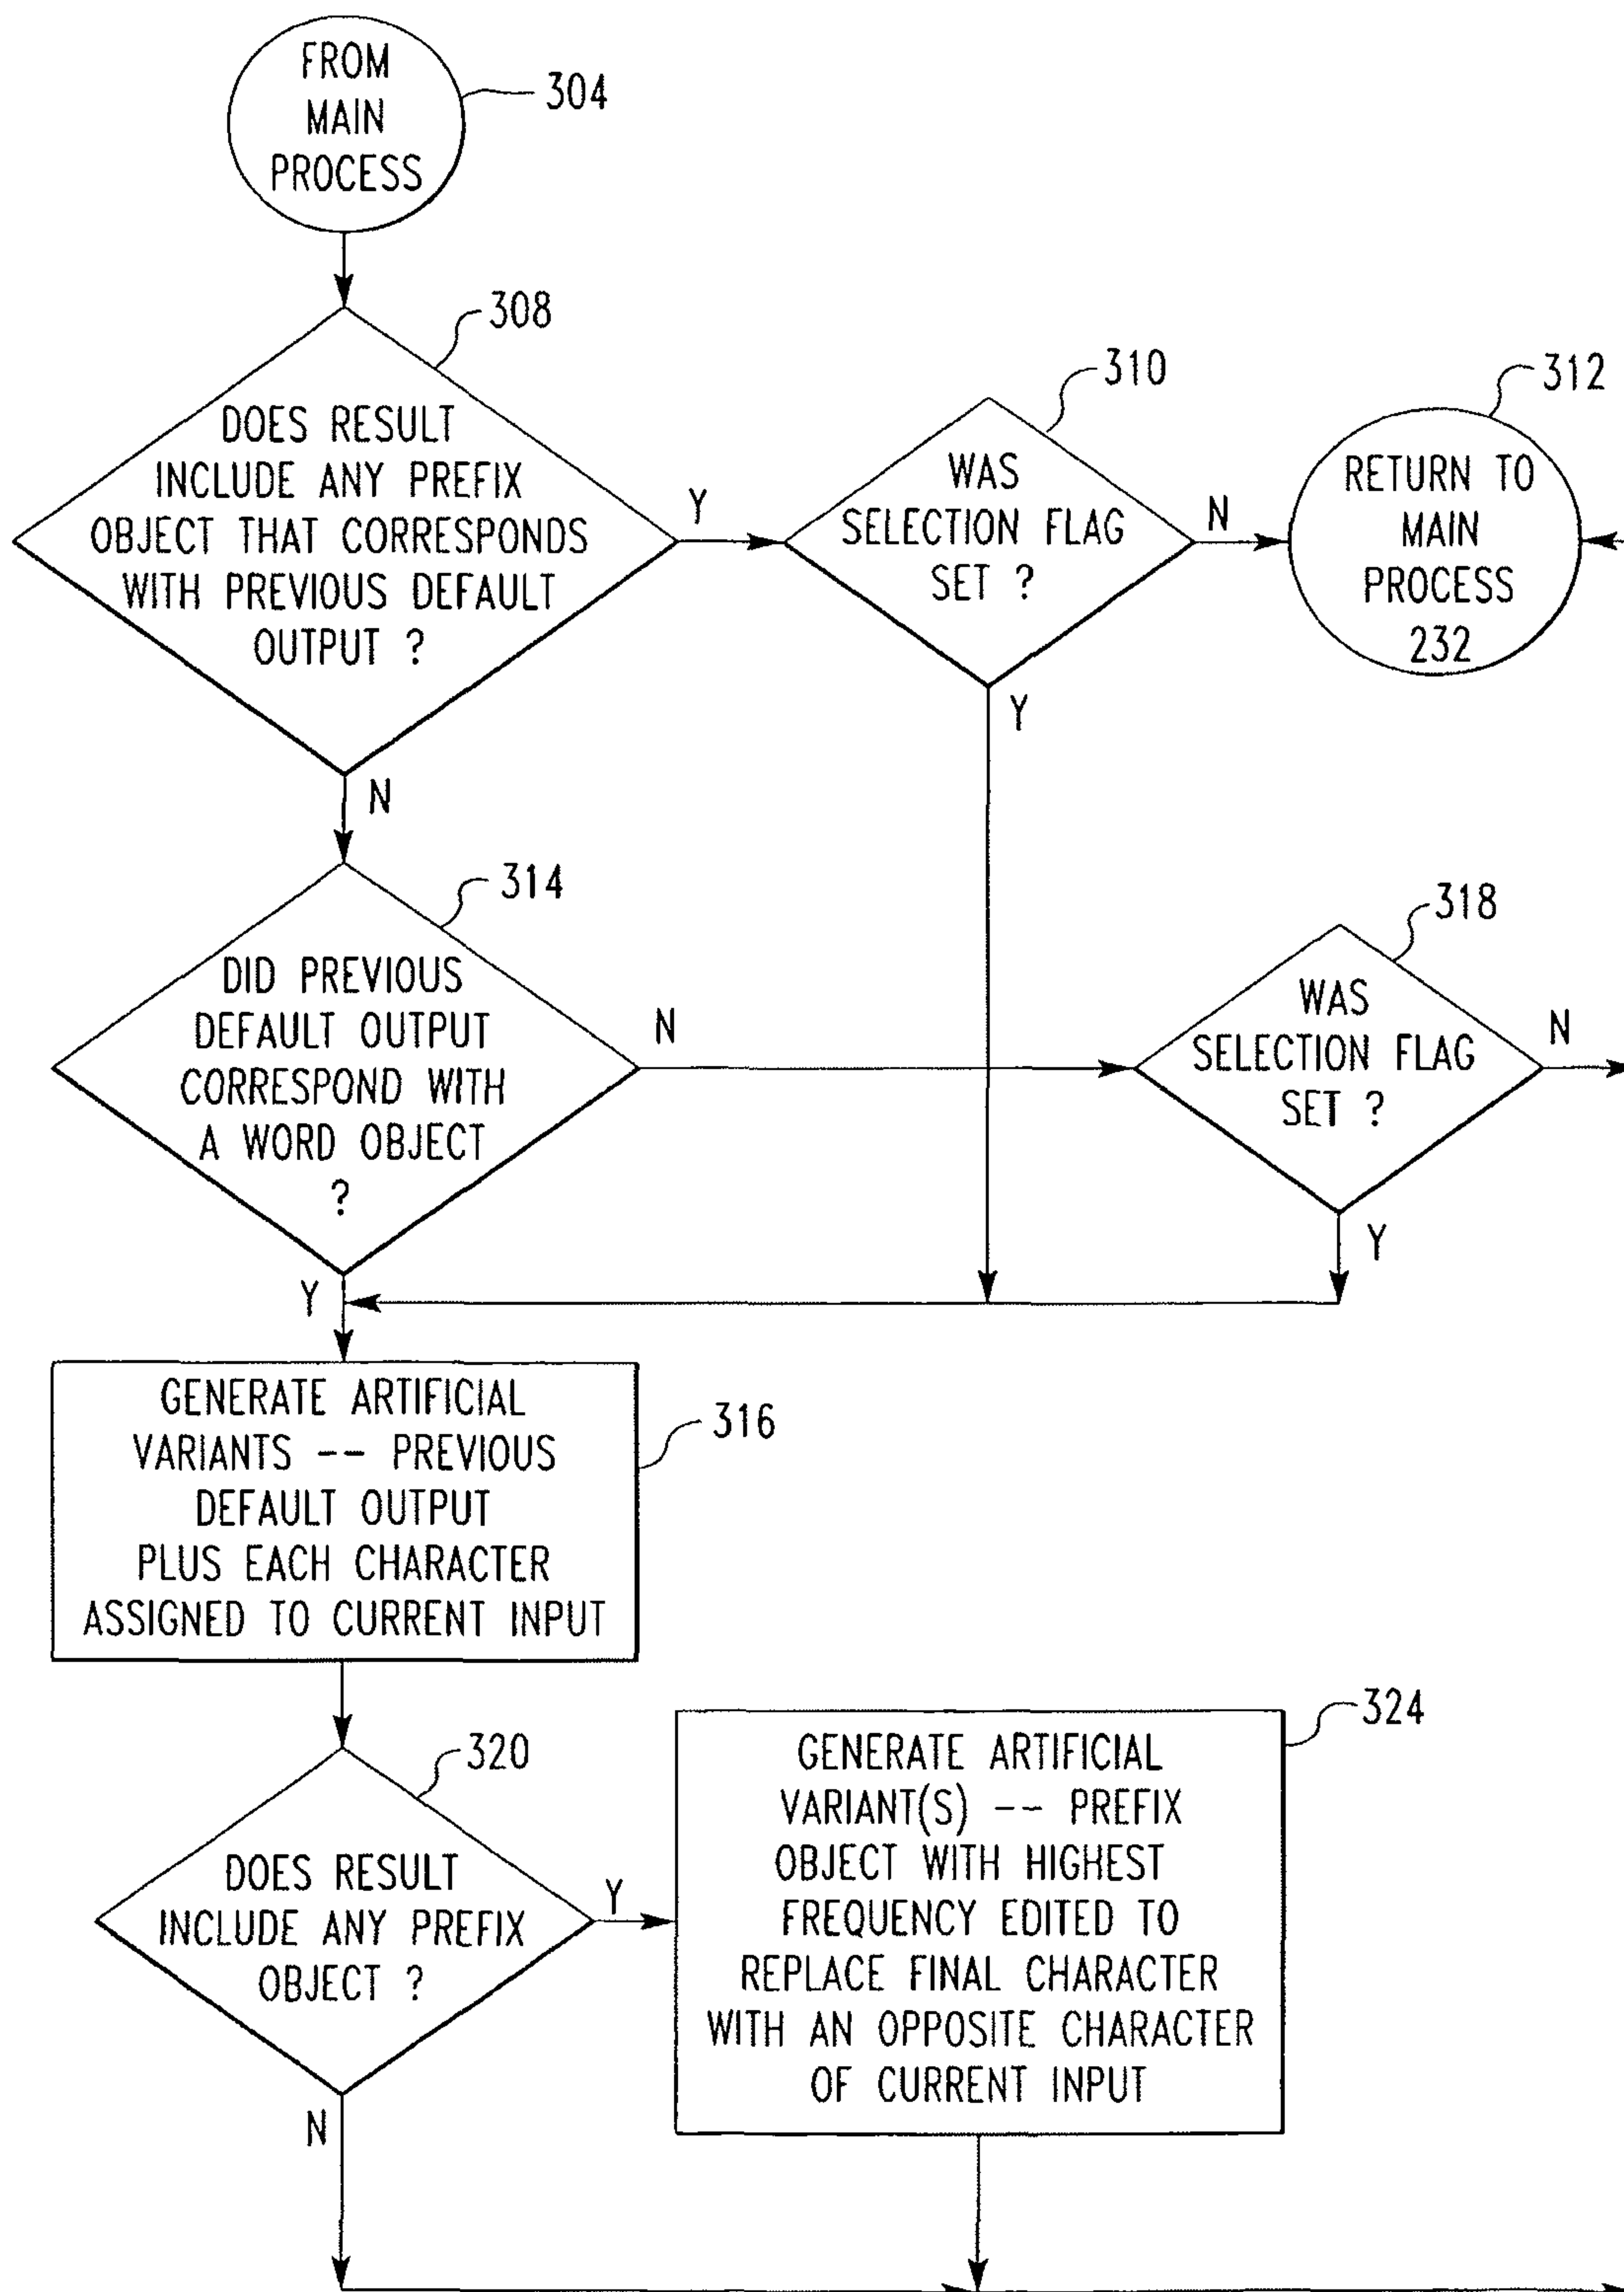 FROM
MAIN
PROCESS
304
308
DOES RESULT
INCLUDE ANY PREFIX
OBJECT THAT CORRESPONDS
WITH PREVIOUS DEFAULT
OUTPUT ?
Y
N
310
WAS
SELECTION FLAG
SET ?
N
Y
312
RETURN TO
MAIN
PROCESS
232
314
DID PREVIOUS
DEFAULT OUTPUT
CORRESPOND WITH
A WORD OBJECT
?
N
Y
318
WAS
SELECTION FLAG
SET ?
N
Y
GENERATE ARTIFICIAL
VARIANTS -- PREVIOUS
DEFAULT OUTPUT
PLUS EACH CHARACTER
ASSIGNED TO CURRENT INPUT
316
320
DOES RESULT
INCLUDE ANY PREFIX
OBJECT ?
Y
N
324
GENERATE ARTIFICIAL
VARIANT(S) -- PREFIX
OBJECT WITH HIGHEST
FREQUENCY EDITED TO
REPLACE FINAL CHARACTER
WITH AN OPPOSITE CHARACTER
OF CURRENT INPUT